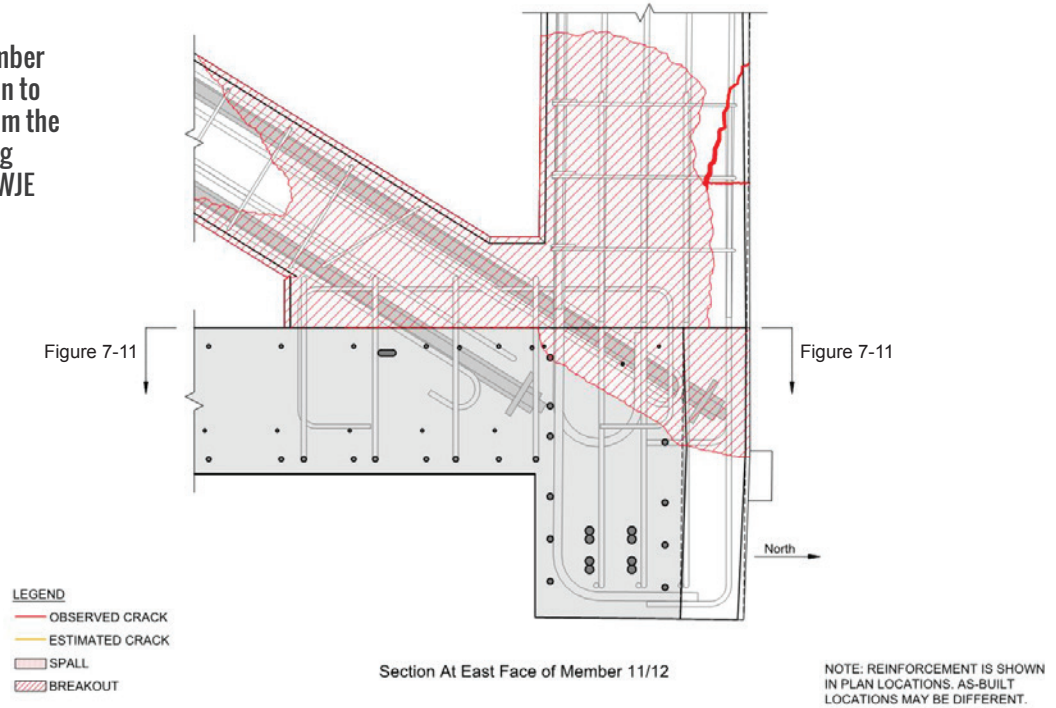 n to
m the
g
WJE
Figure 7-11
Figure 7-11
North
LEGEND
OBSERVED CRACK
ESTIMATED CRACK
SPALL
BREAKOUT
Section At East Face of Member 11/12
NOTE: REINFORCEMENT IS SHOWN
IN PLAN LOCATIONS. AS-BUILT
LOCATIONS MAY BE DIFFERENT.